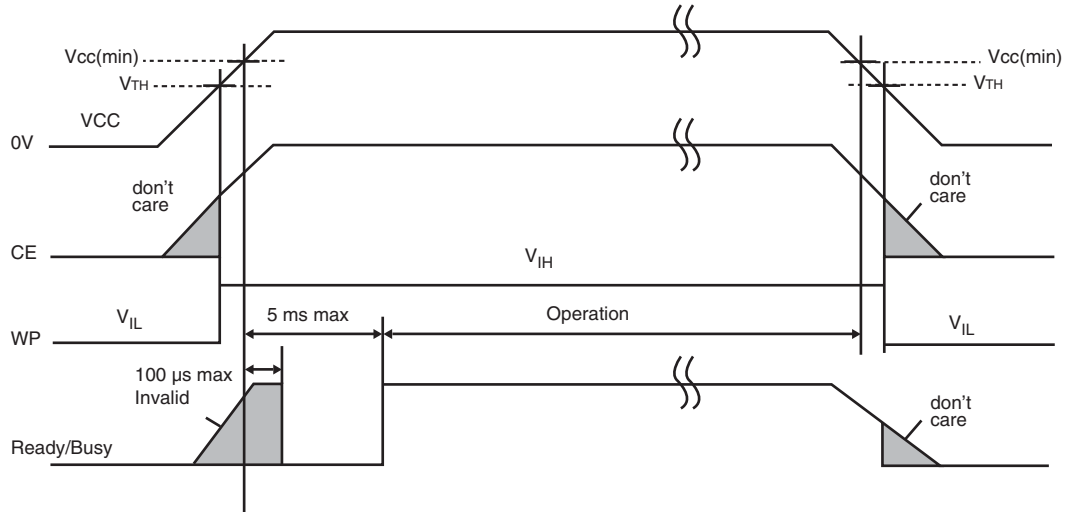 Vcc(min)
Vcc(min)
VTH
VTH
VCC
0V
don't
care
don't
care
CE
VIH
VIL
5 ms max
Operation
VIL
WP
100 µs max
Invalid
don't
care
Ready/Busy